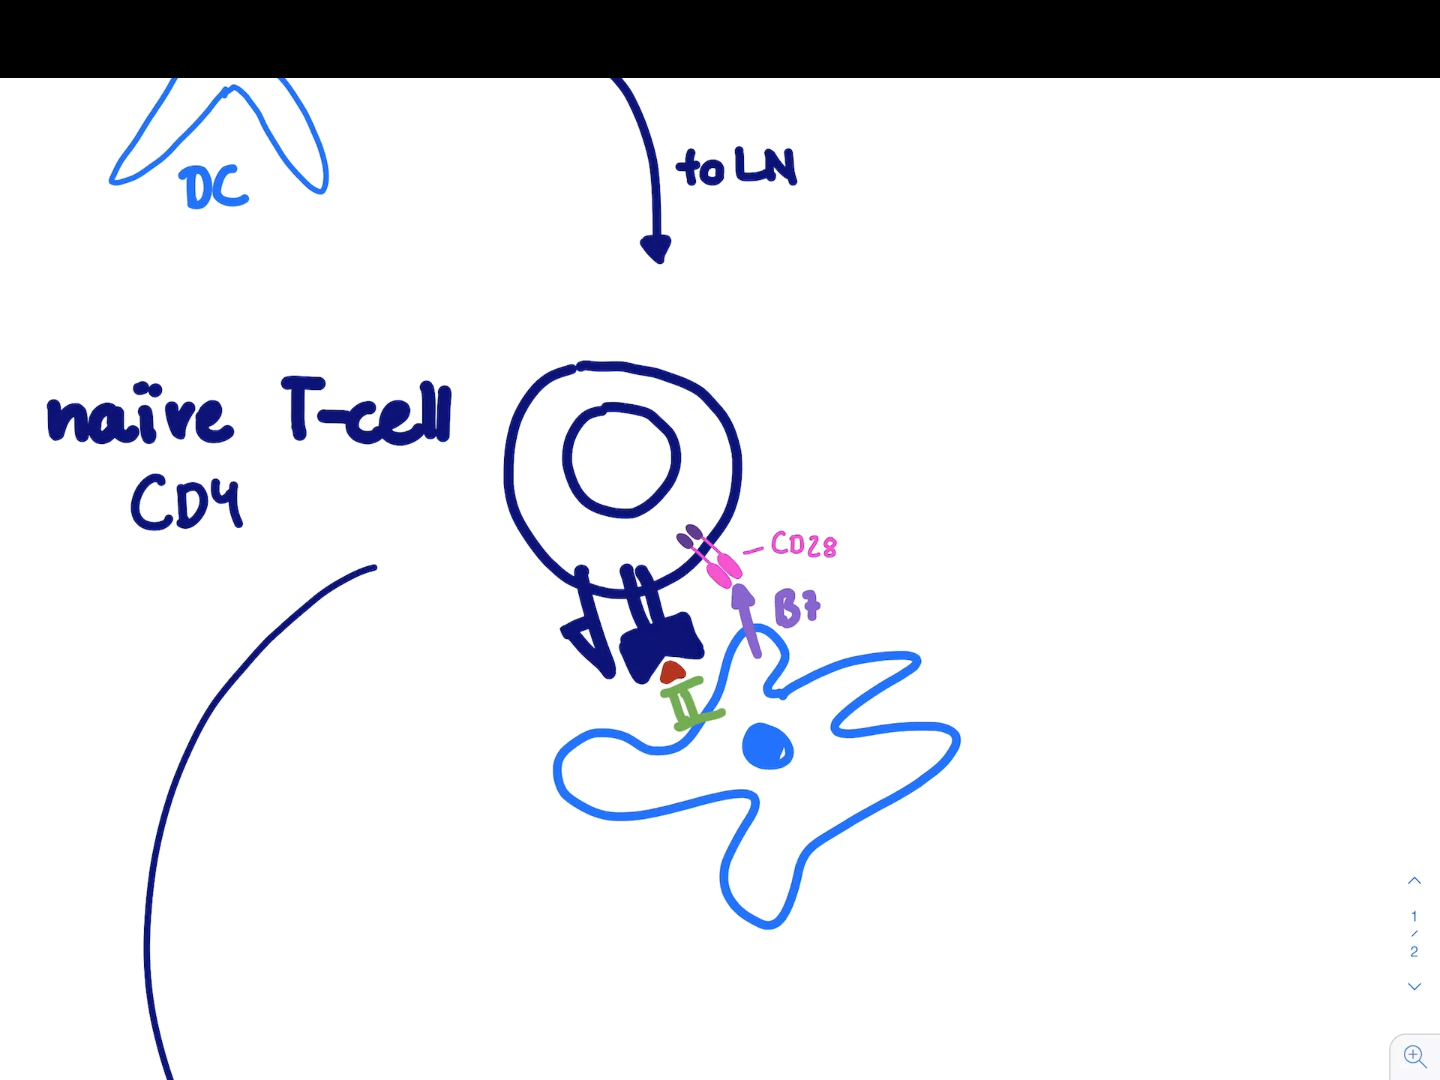 DC
to LN
naïve T-cell
CD4
CD28
B7
II
1
/
2